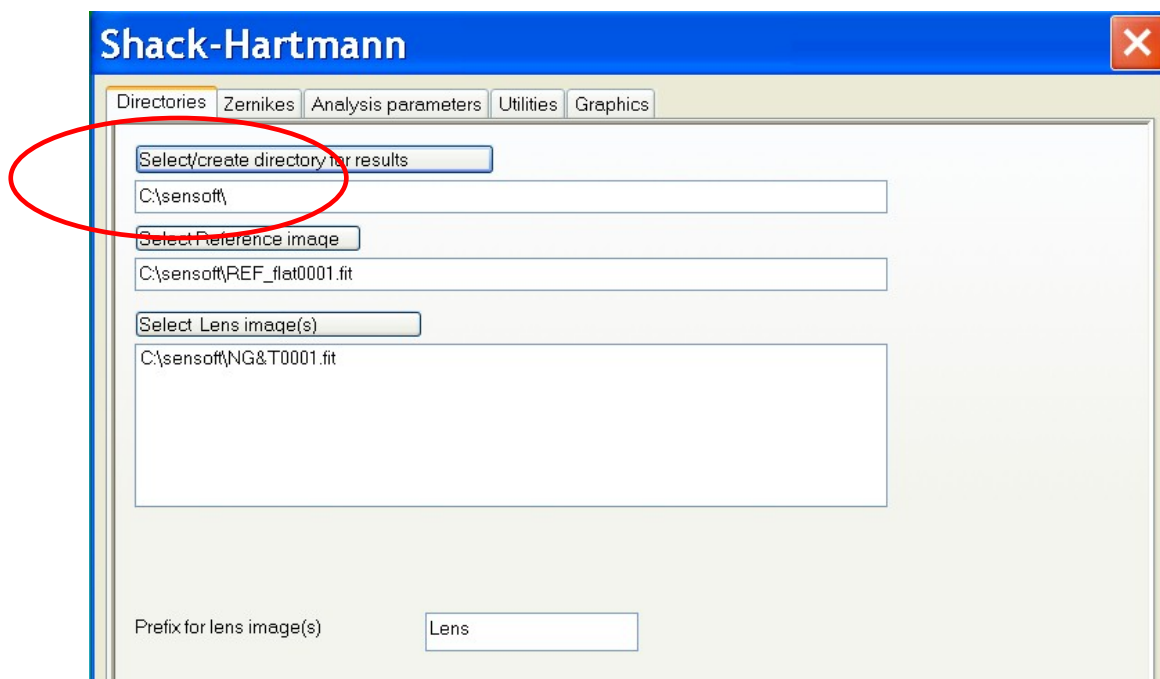 Shack-Hartmann
Directories Zernikes Analysis parameters Utilities Graphics
Select/create directory for results
C:\sensoft\
Select Reference image
C:\sensoft\REF_flat0001.fit
Select Lens image(s)
C:\sensoft\NG&T0001.fit
Prefix for lens image(s) Lens